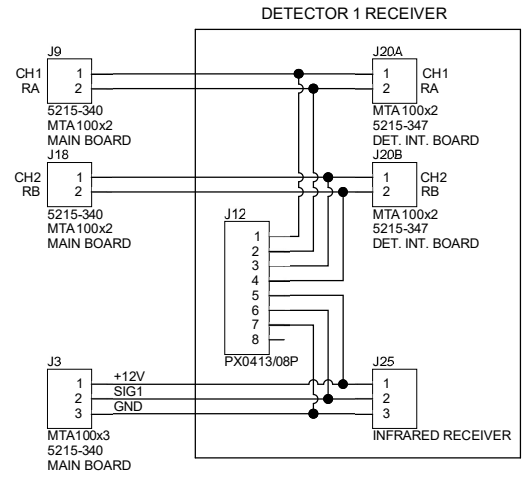 DETECTOR 1 RECEIVER
J9
CH1 1
RA 2
5215-340
MTA100x2
MAIN BOARD
J20A
1 CH1
2 RA
MTA100x2
5215-347
DET. INT. BOARD
J18
CH2 1
RB 2
5215-340
MTA100x2
MAIN BOARD
J20B
1 CH2
2 RB
MTA100x2
5215-347
DET. INT. BOARD
J12
1
2
3
4
5
6
7
8
PX0413/08P
J3
1 +12V
2 SIG1
3 GND
MTA100x3
5215-340
MAIN BOARD
J25
1
2
3
INFRARED RECEIVER